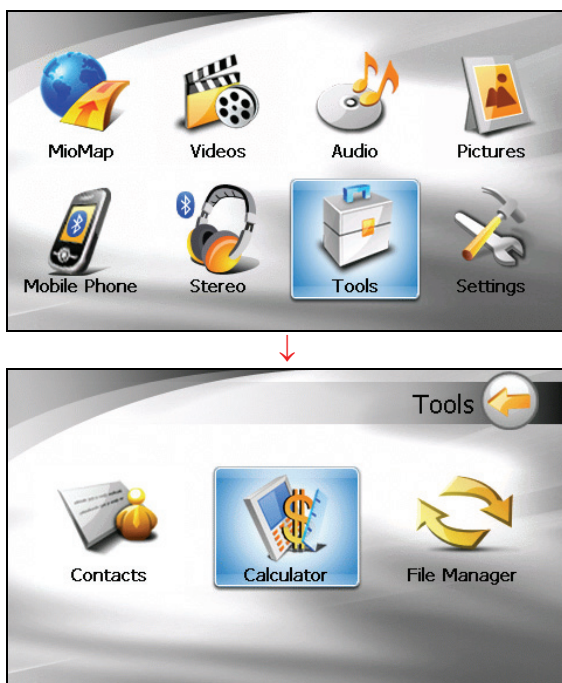 MioMap Videos Audio Pictures
Mobile Phone Stereo Tools Settings
↓
Tools
Contacts Calculator File Manager